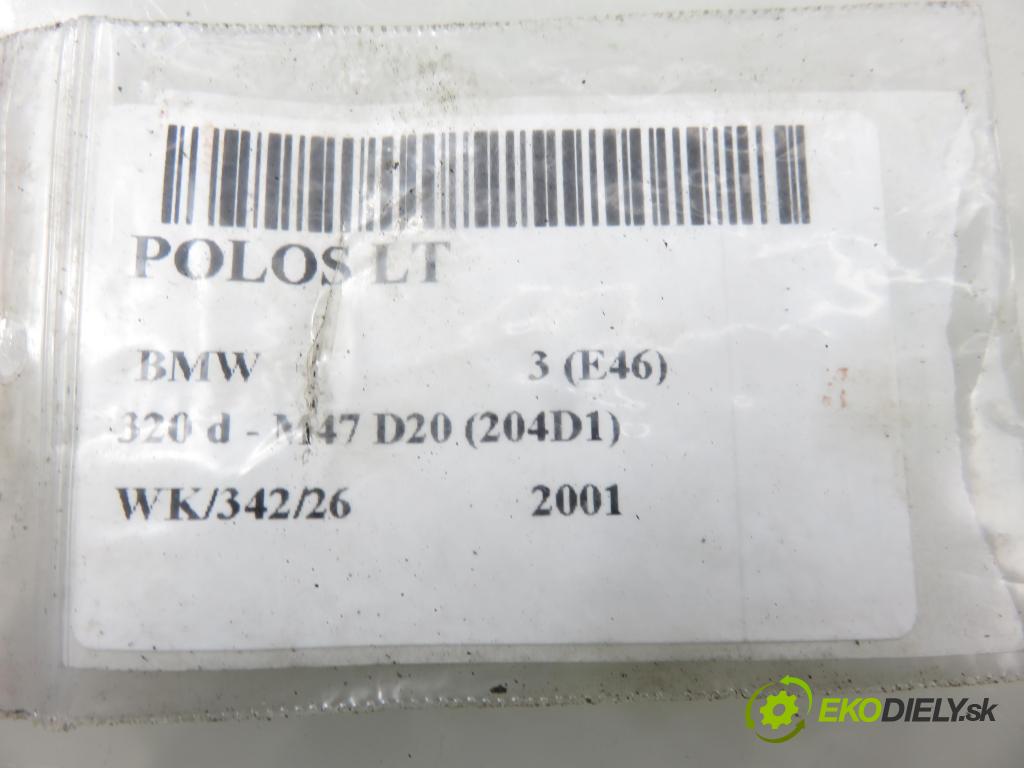 POLOS LT
BMW 3 (E46)
320 d - M47 D20 (204D1)
WK/342/26 2001
EKODIELY.sk